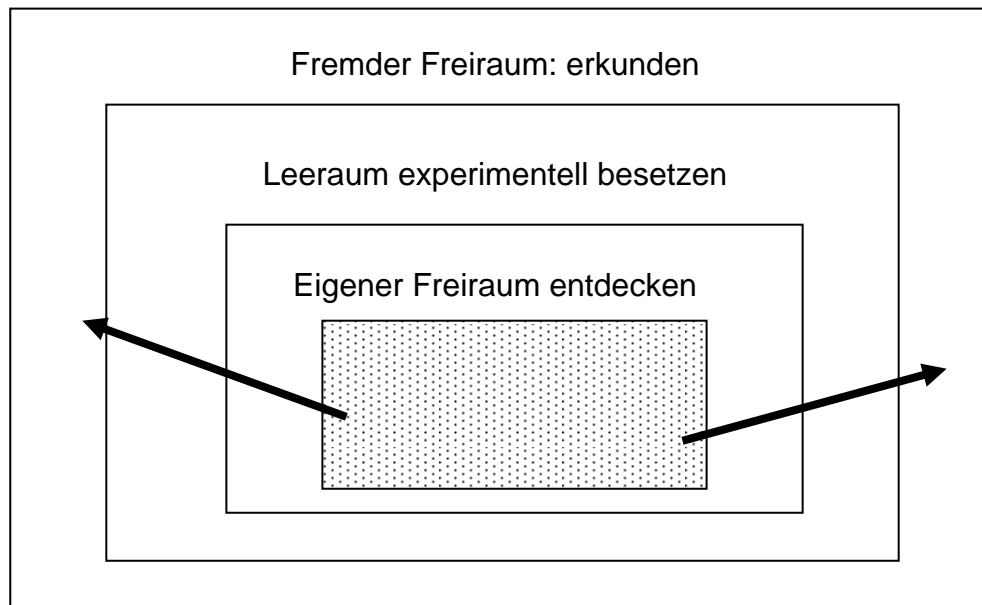 Fremder Freiraum: erkunden
Leeraum experimentell besetzen
Eigener Freiraum entdecken